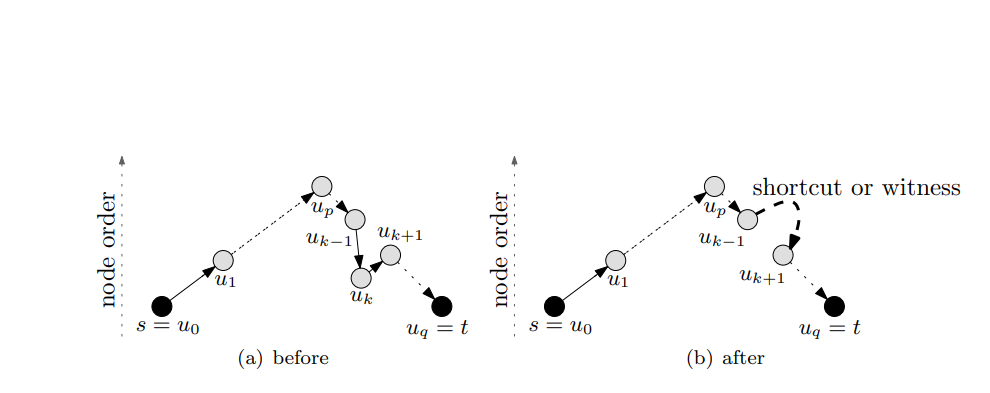 node order
u_p
u_{k-1}
u_{k+1}
u_1
u_k
s = u_0
u_q = t
(a) before
node order
shortcut or witness
u_p
u_{k-1}
u_{k+1}
u_1
s = u_0
u_q = t
(b) after